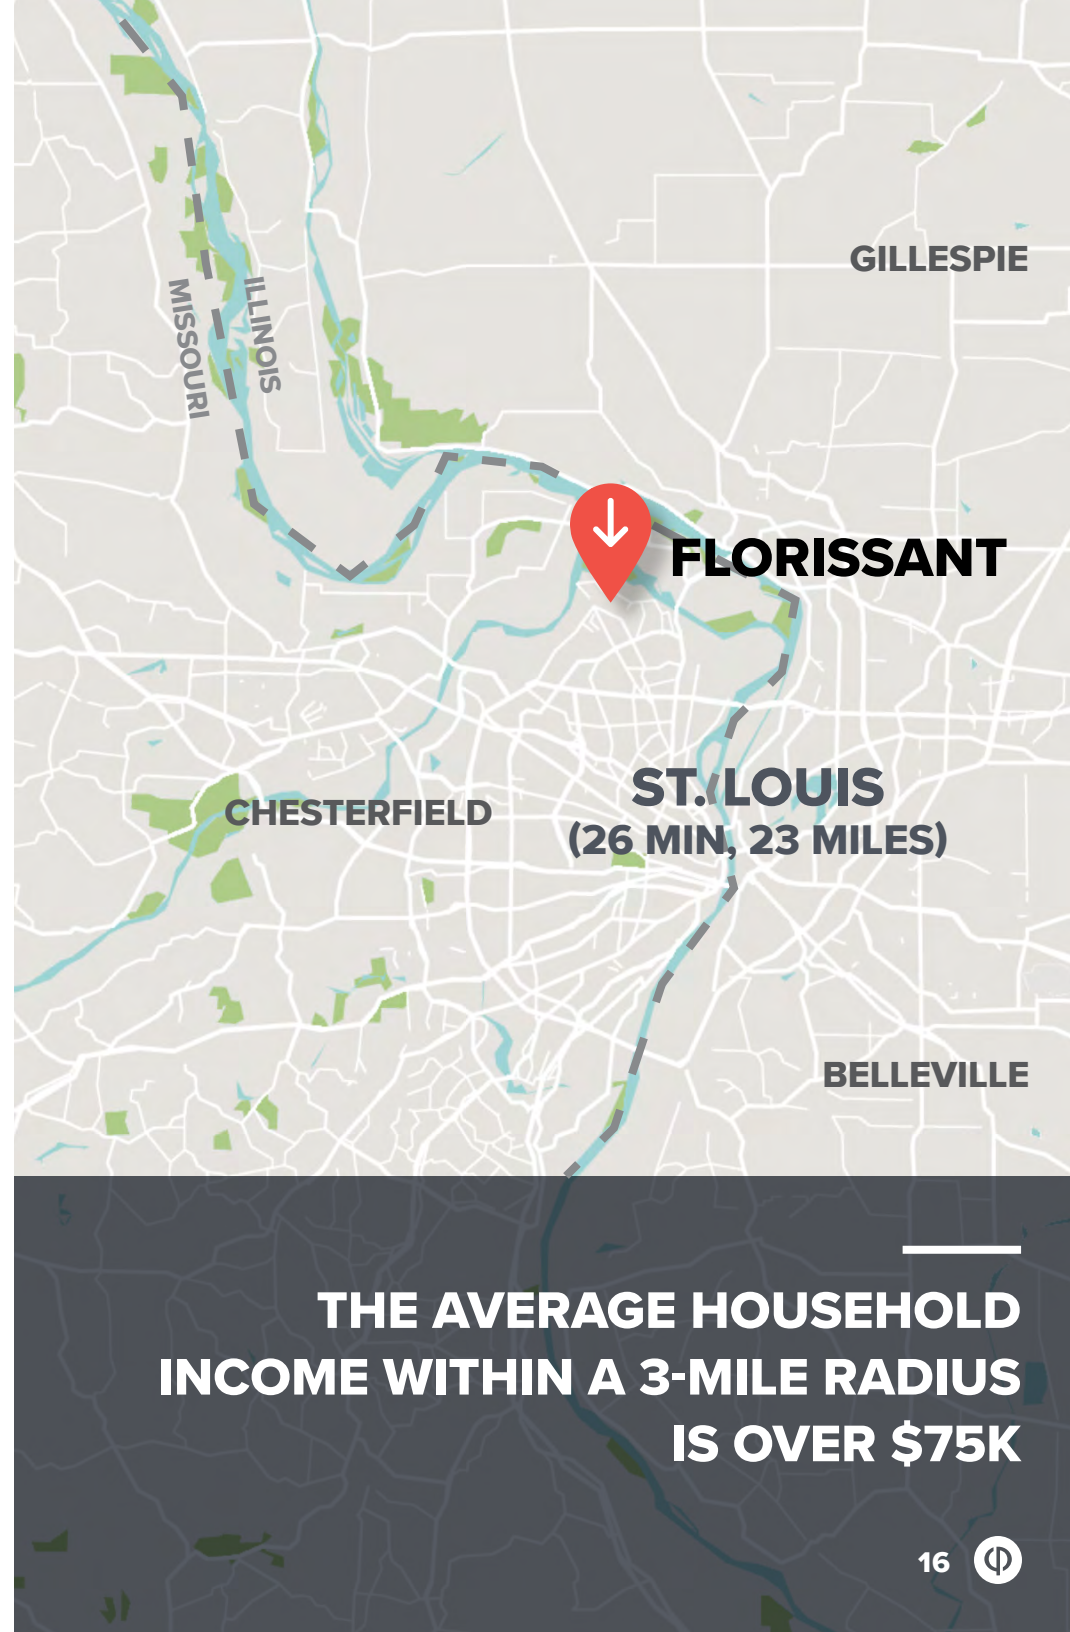 GILLESPIE
MISSOURI
ILLINOIS
FLORISSANT
ST. LOUIS
(26 MIN, 23 MILES)
CHESTERFIELD
BELLEVILLE
THE AVERAGE HOUSEHOLD
INCOME WITHIN A 3-MILE RADIUS
IS OVER $75K
16